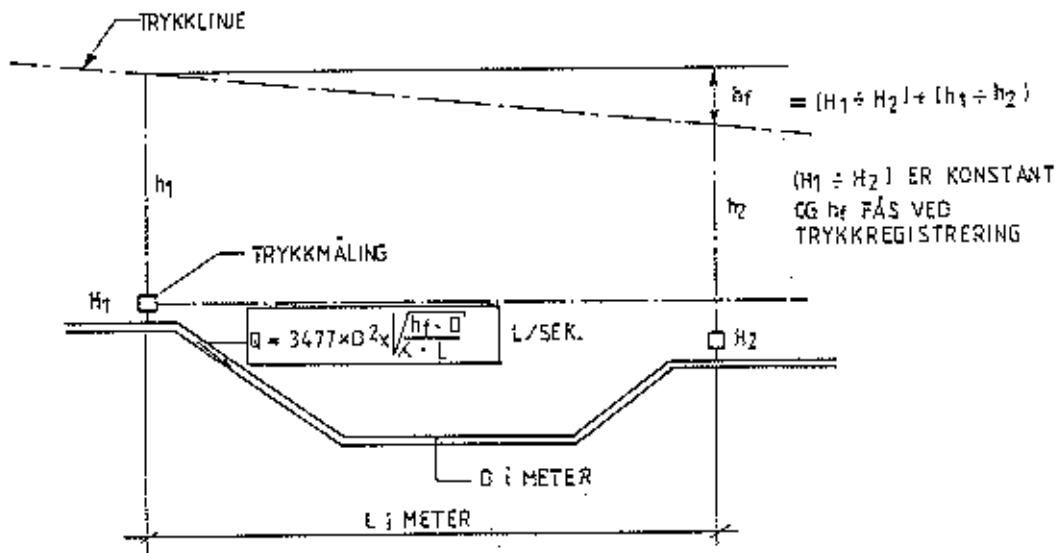 TRYKKLINJE
hf = (H1 ÷ H2) + (h1 ÷ h2)
h1
h2
(H1 ÷ H2) ER KONSTANT
OG hf FÅS VED
TRYKKREGISTRERING
TRYKKMÅLING
H1
Q = 3477×D²×√(hf·D / λ·L) L/SEK.
H2
D i METER
L i METER